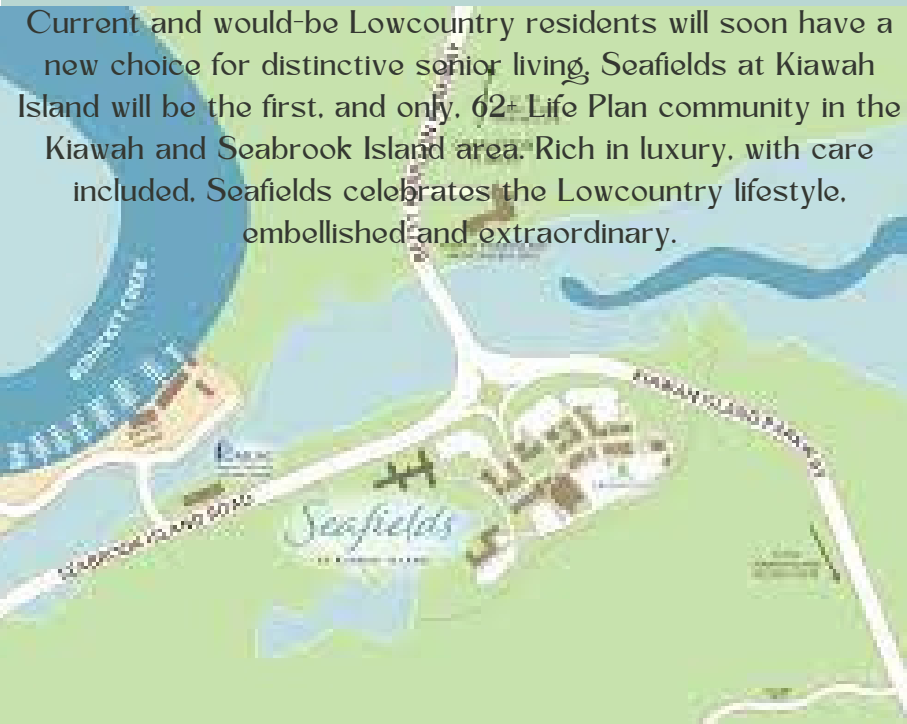 Current and would-be Lowcountry residents will soon have a
new choice for distinctive senior living. Seafields at Kiawah
Island will be the first, and only, 62+ Life Plan community in the
Kiawah and Seabrook Island area. Rich in luxury, with care
included, Seafields celebrates the Lowcountry lifestyle,
embellished and extraordinary.
KIAWAH ISLAND PARKWAY
SEABROOK ISLAND ROAD
Seafields